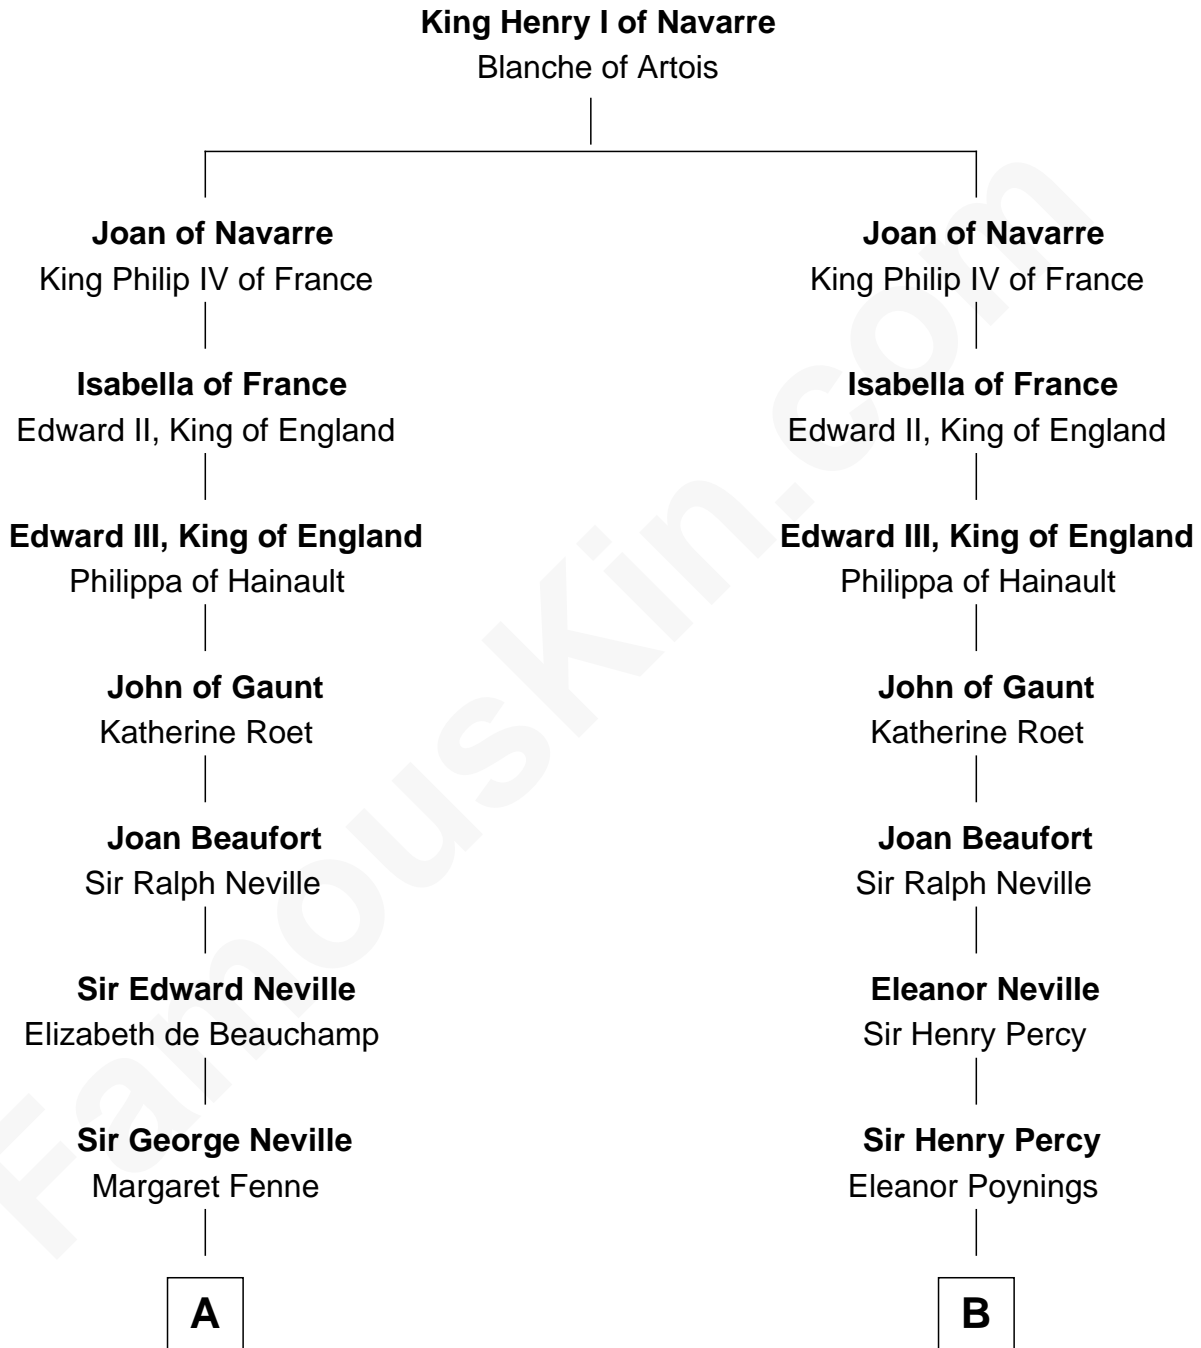 King Henry I of Navarre
Blanche of Artois
Joan of Navarre
King Philip IV of France
Isabella of France
Edward II, King of England
Edward III, King of England
Philippa of Hainault
John of Gaunt
Katherine Roet
Joan Beaufort
Sir Ralph Neville
Sir Edward Neville
Elizabeth de Beauchamp
Sir George Neville
Margaret Fenne
A
Joan of Navarre
King Philip IV of France
Isabella of France
Edward II, King of England
Edward III, King of England
Philippa of Hainault
John of Gaunt
Katherine Roet
Joan Beaufort
Sir Ralph Neville
Eleanor Neville
Sir Henry Percy
Sir Henry Percy
Eleanor Poynings
B
FamousKin.com